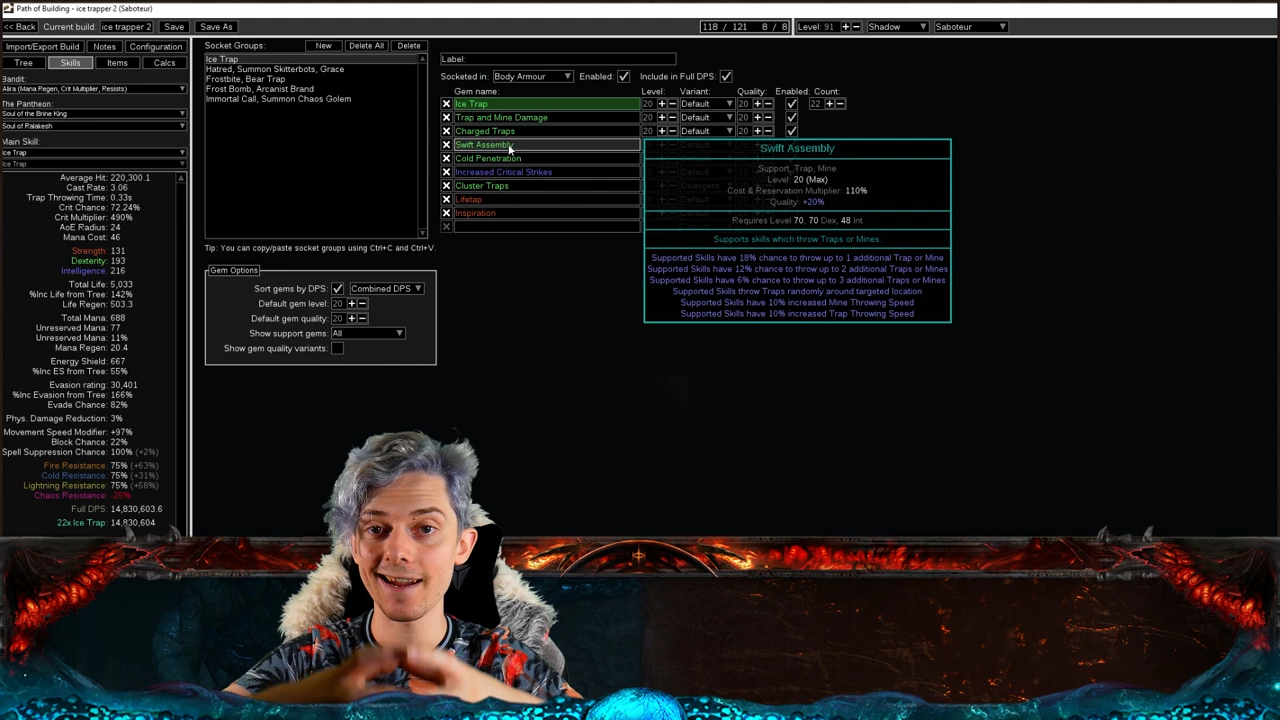 Path of Building - ice trapper 2 (Saboteur)
<< Back Current build: ice trapper 2 Save Save As 118 / 121 8 / 8 Level: 91 Shadow Saboteur
Import/Export Build Notes Configuration
Tree Skills Items Calcs
Bandit:
Alira (Mana Regen, Crit Multiplier, Resists)
The Pantheon:
Soul of the Brine King
Soul of Ralakesh
Main Skill:
Ice Trap
Ice Trap
Average Hit: 220,300.1
Cast Rate: 3.06
Trap Throwing Time: 0.33s
Crit Chance: 72.24%
Crit Multiplier: 490%
AoE Radius: 24
Mana Cost: 46
Strength: 131
Dexterity: 193
Intelligence: 216
Total Life: 5,033
%Inc Life from Tree: 142%
Life Regen: 503.3
Total Mana: 688
Unreserved Mana: 77
Unreserved Mana: 11%
Mana Regen: 20.4
Energy Shield: 667
%Inc ES from Tree: 55%
Evasion rating: 30,401
%Inc Evasion from Tree: 166%
Evade Chance: 82%
Phys. Damage Reduction: 3%
Movement Speed Modifier: +97%
Block Chance: 22%
Spell Suppression Chance: 100% (+2%)
Fire Resistance: 75% (+63%)
Cold Resistance: 75% (+31%)
Lightning Resistance: 75% (+58%)
Chaos Resistance: -25%
Full DPS: 14,830,603.6
22x Ice Trap: 14,830,604
Socket Groups: New Delete All Delete
Ice Trap
Hatred, Summon Skitterbots, Grace
Frostbite, Bear Trap
Frost Bomb, Arcanist Brand
Immortal Call, Summon Chaos Golem
Tip: You can copy/paste socket groups using Ctrl+C and Ctrl+V.
Gem Options
Sort gems by DPS: Combined DPS
Default gem level: 20
Default gem quality: 20
Show support gems: All
Show gem quality variants:
Label:
Socketed in: Body Armour Enabled: Include in Full DPS:
Gem name: Level: Variant: Quality: Enabled: Count:
Ice Trap 20 Default 20 22
Trap and Mine Damage 20 Default 20
Charged Traps 20 Default 20
Swift Assembly
Cold Penetration
Increased Critical Strikes
Cluster Traps Divergent
Lifetap
Inspiration
Swift Assembly
Support, Trap, Mine
Level: 20 (Max)
Cost & Reservation Multiplier: 110%
Quality: +20%
Requires Level 70, 70 Dex, 48 Int
Supports skills which throw Traps or Mines.
Supported Skills have 18% chance to throw up to 1 additional Trap or Mine
Supported Skills have 12% chance to throw up to 2 additional Traps or Mines
Supported Skills have 6% chance to throw up to 3 additional Traps or Mines
Supported Skills throw Traps randomly around targeted location
Supported Skills have 10% increased Mine Throwing Speed
Supported Skills have 10% increased Trap Throwing Speed